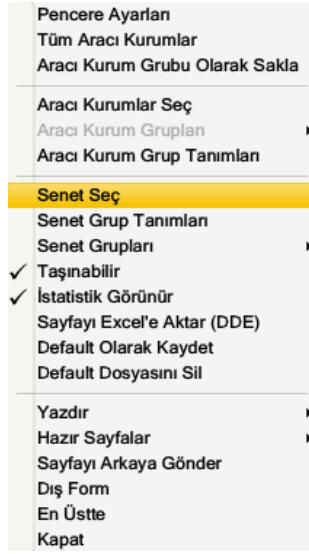 Pencere Ayarları
Tüm Aracı Kurumlar
Aracı Kurum Grubu Olarak Sakla
Aracı Kurumlar Seç
Aracı Kurum Grupları
Aracı Kurum Grup Tanımları
Senet Seç
Senet Grup Tanımları
Senet Grupları
Taşınabilir
İstatistik Görünür
Sayfayı Excel'e Aktar (DDE)
Default Olarak Kaydet
Default Dosyasını Sil
Yazdır
Hazır Sayfalar
Sayfayı Arkaya Gönder
Dış Form
En Üstte
Kapat